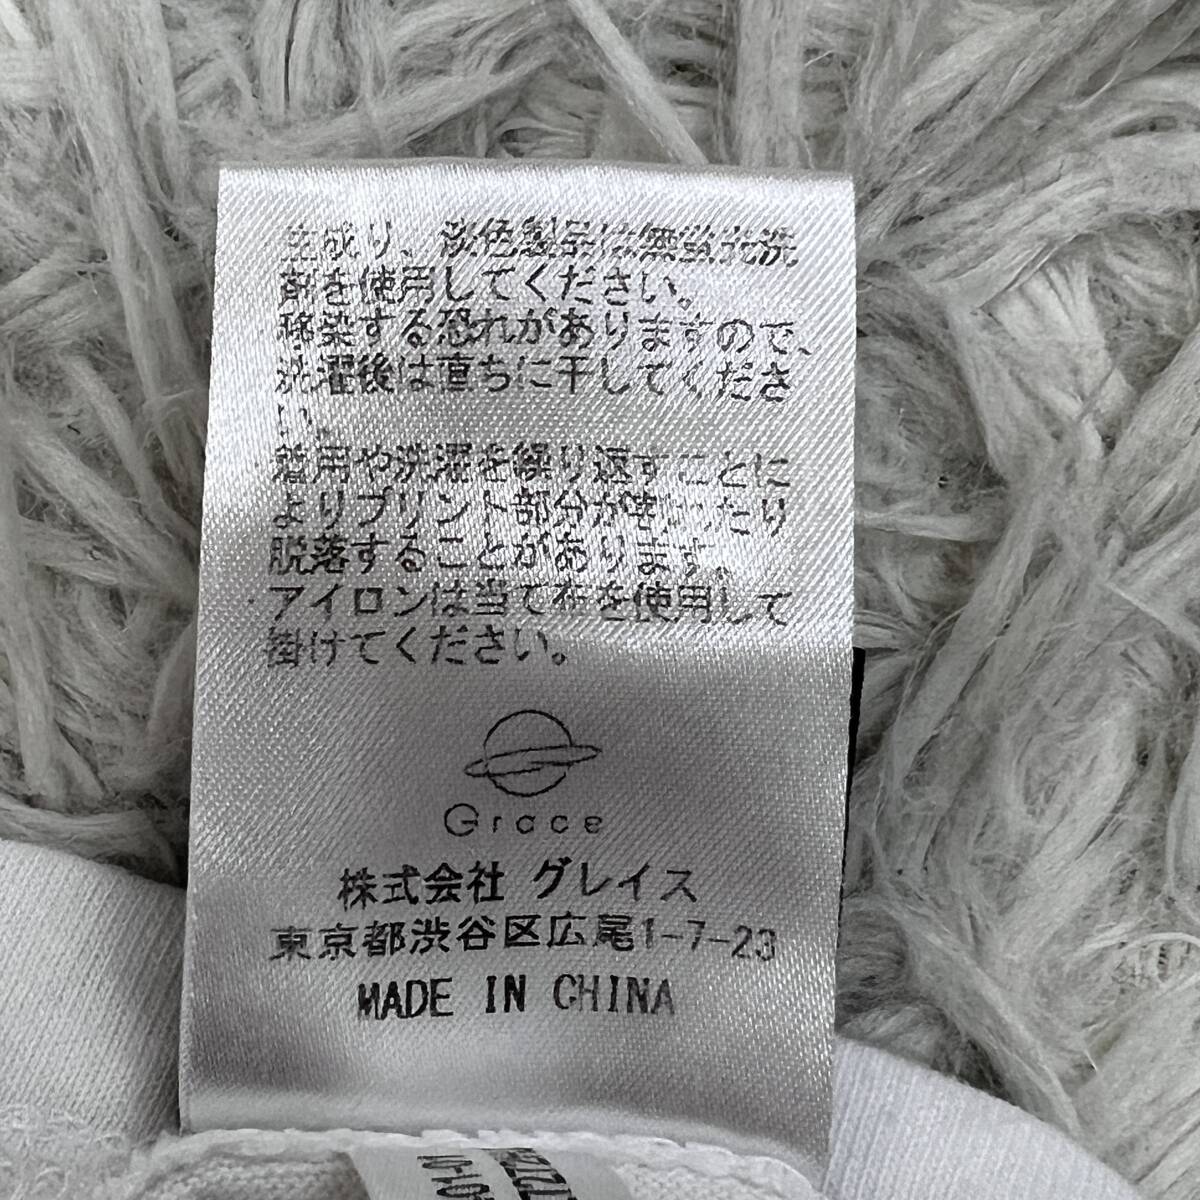 生成り、淡色製品は無蛍光洗
剤を使用してください。
移染する恐れがありますので、
洗濯後は直ちに干してくださ
い。
着用や洗濯を繰り返すことに
よりプリント部分がひび割れたり
脱落することがあります。
アイロンは当て布を使用して
掛けてください。
Grace
株式会社 グレイス
東京都渋谷区広尾1-7-23
MADE IN CHINA